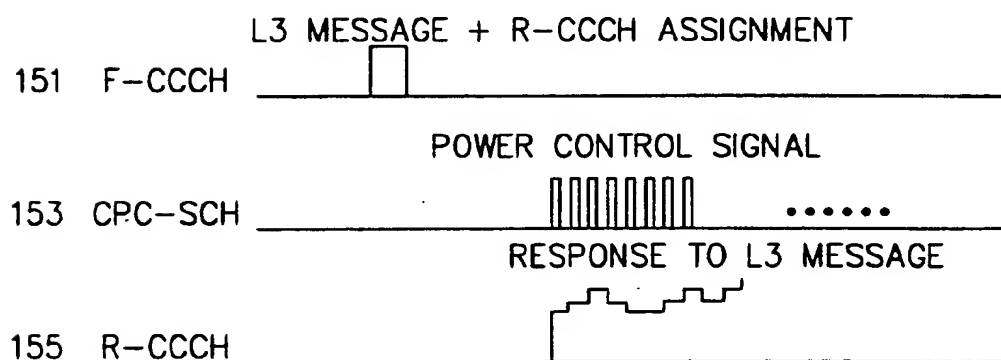 L3 MESSAGE + R-CCCH ASSIGNMENT
151 F-CCCH
POWER CONTROL SIGNAL
153 CPC-SCH
RESPONSE TO L3 MESSAGE
155 R-CCCH